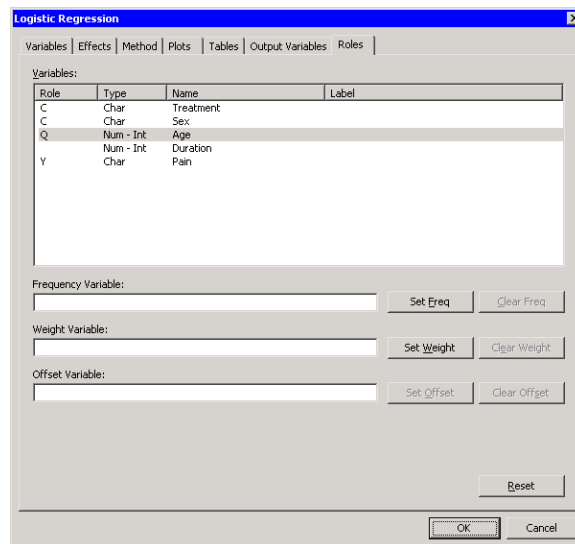 Logistic Regression
Variables Effects Method Plots Tables Output Variables Roles
Variables:
Role Type Name Label
C Char Treatment
C Char Sex
Q Num - Int Age
Num - Int Duration
Y Char Pain
Frequency Variable:
Set Freq Clear Freq
Weight Variable:
Set Weight Clear Weight
Offset Variable:
Set Offset Clear Offset
Reset
OK Cancel